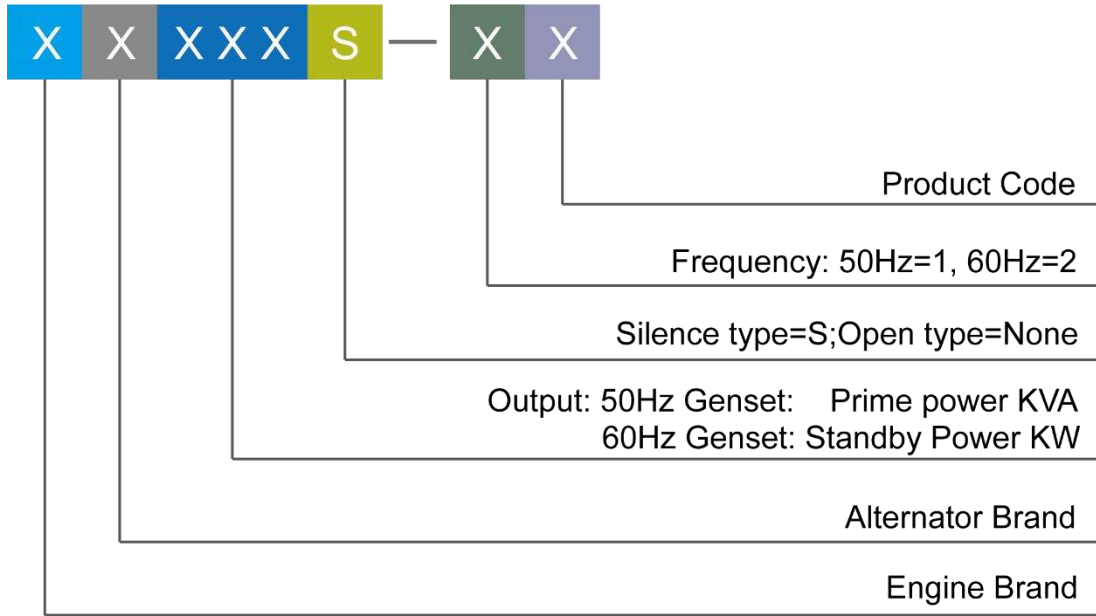 X X X X X S — X X
Product Code
Frequency: 50Hz=1, 60Hz=2
Silence type=S;Open type=None
Output: 50Hz Genset: Prime power KVA
60Hz Genset: Standby Power KW
Alternator Brand
Engine Brand